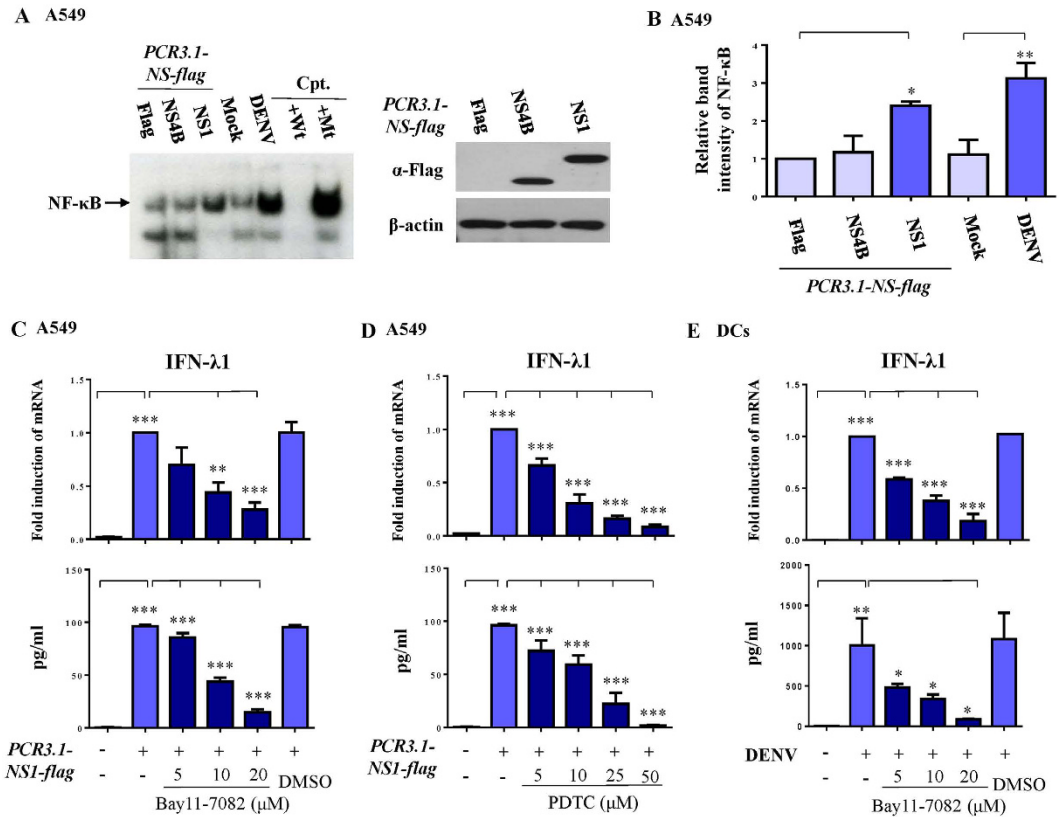 A A549
PCR3.1-
NS-flag
Cpt.
Flag NS4B NS1 Mock DENV +Wt +Mt
NF-κB
PCR3.1-
NS-flag
Flag NS4B NS1
α-Flag
β-actin
B A549
Relative band
intensity of NF-κB
4
3
2
1
0
*
**
Flag NS4B NS1 Mock DENV
PCR3.1-NS-flag
C A549
IFN-λ1
Fold induction of mRNA
1.5
1.0
0.5
0.0
*** ** ***
pg/ml
150
100
50
0
*** *** *** ***
PCR3.1-
NS1-flag
- + + + + +
- - 5 10 20 DMSO
Bay11-7082 (μM)
D A549
IFN-λ1
Fold induction of mRNA
1.5
1.0
0.5
0.0
*** *** *** *** ***
pg/ml
150
100
50
0
*** *** *** *** ***
PCR3.1-
NS1-flag
- + + + + +
- - 5 10 25 50
PDTC (μM)
E DCs
IFN-λ1
Fold induction of mRNA
1.5
1.0
0.5
0.0
*** *** *** ***
pg/ml
2000
1500
1000
500
0
** * * *
DENV - + + + + +
- - 5 10 20 DMSO
Bay11-7082 (μM)